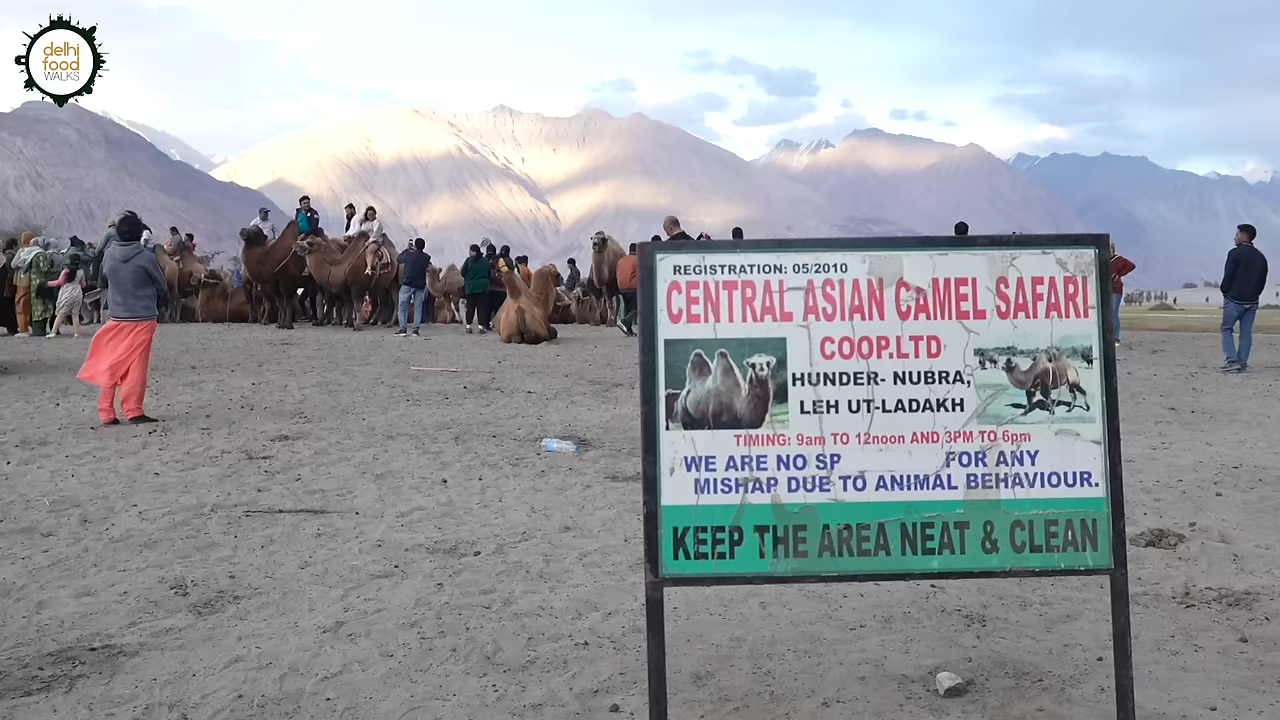 delhi
food
WALKS
REGISTRATION: 05/2010
CENTRAL ASIAN CAMEL SAFARI
COOP.LTD
HUNDER- NUBRA,
LEH UT-LADAKH
TIMING: 9am TO 12noon AND 3PM TO 6pm
WE ARE NO SP FOR ANY
MISHAP DUE TO ANIMAL BEHAVIOUR.
KEEP THE AREA NEAT & CLEAN